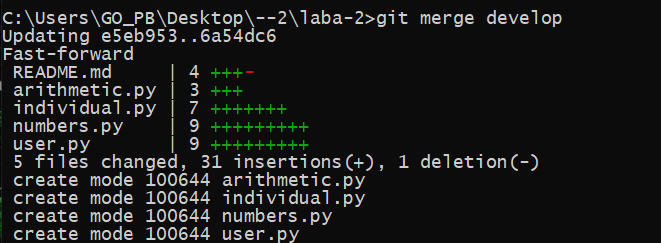 C:\Users\GO_PB\Desktop\--2\laba-2>git merge develop
Updating e5eb953..6a54dc6
Fast-forward
 README.md     | 4 +++-
 arithmetic.py | 3 +++
 individual.py | 7 +++++++
 numbers.py    | 9 +++++++++
 user.py       | 9 +++++++++
 5 files changed, 31 insertions(+), 1 deletion(-)
 create mode 100644 arithmetic.py
 create mode 100644 individual.py
 create mode 100644 numbers.py
 create mode 100644 user.py